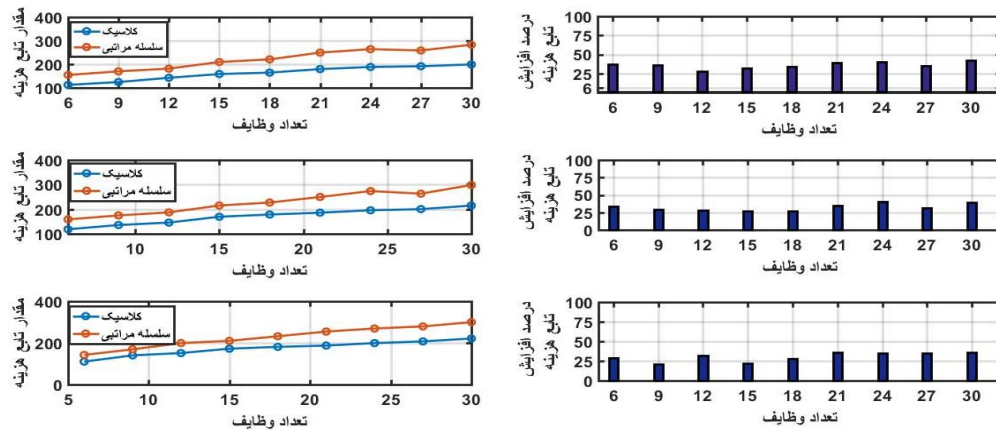 مقدار تابع هزینه
400
300
200
100
کلاسیک
سلسله مراتبی
6 9 12 15 18 21 24 27 30
تعداد وظایف
درصد افزایش
تابع هزینه
100
75
50
25
6
6 9 12 15 18 21 24 27 30
تعداد وظایف
مقدار تابع هزینه
400
300
200
100
کلاسیک
سلسله مراتبی
10 15 20 25 30
تعداد وظایف
درصد افزایش
تابع هزینه
100
75
50
25
0
6 9 12 15 18 21 24 27 30
تعداد وظایف
مقدار تابع هزینه
400
200
0
کلاسیک
سلسله مراتبی
5 10 15 20 25 30
تعداد وظایف
درصد افزایش
تابع هزینه
100
75
50
25
0
6 9 12 15 18 21 24 27 30
تعداد وظایف